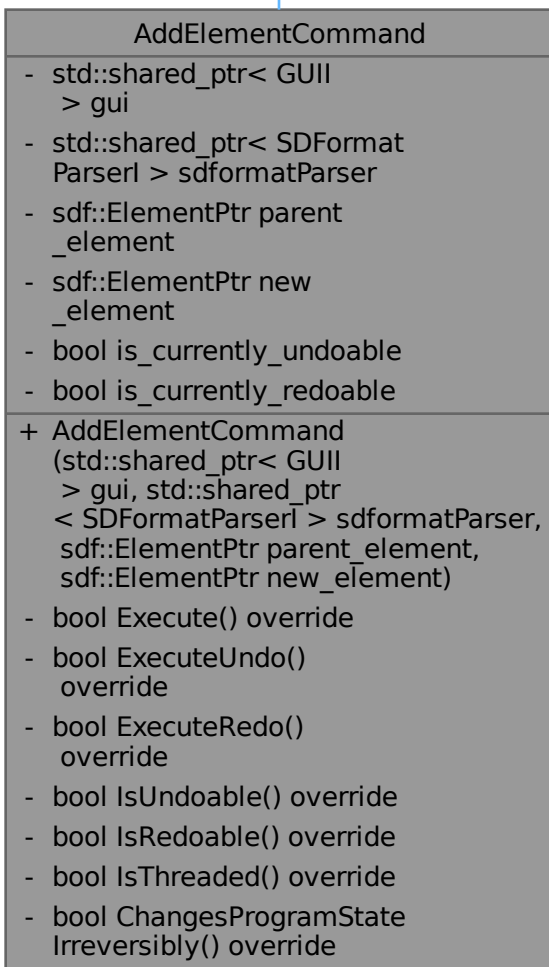 AddElementCommand
- std::shared_ptr< GUII
> gui
- std::shared_ptr< SDFormat
ParserI > sdformatParser
- sdf::ElementPtr parent
_element
- sdf::ElementPtr new
_element
- bool is_currently_undoable
- bool is_currently_redoable
+ AddElementCommand
(std::shared_ptr< GUII
> gui, std::shared_ptr
< SDFormatParserI > sdformatParser,
sdf::ElementPtr parent_element,
sdf::ElementPtr new_element)
- bool Execute() override
- bool ExecuteUndo()
override
- bool ExecuteRedo()
override
- bool IsUndoable() override
- bool IsRedoable() override
- bool IsThreaded() override
- bool ChangesProgramState
Irreversibly() override